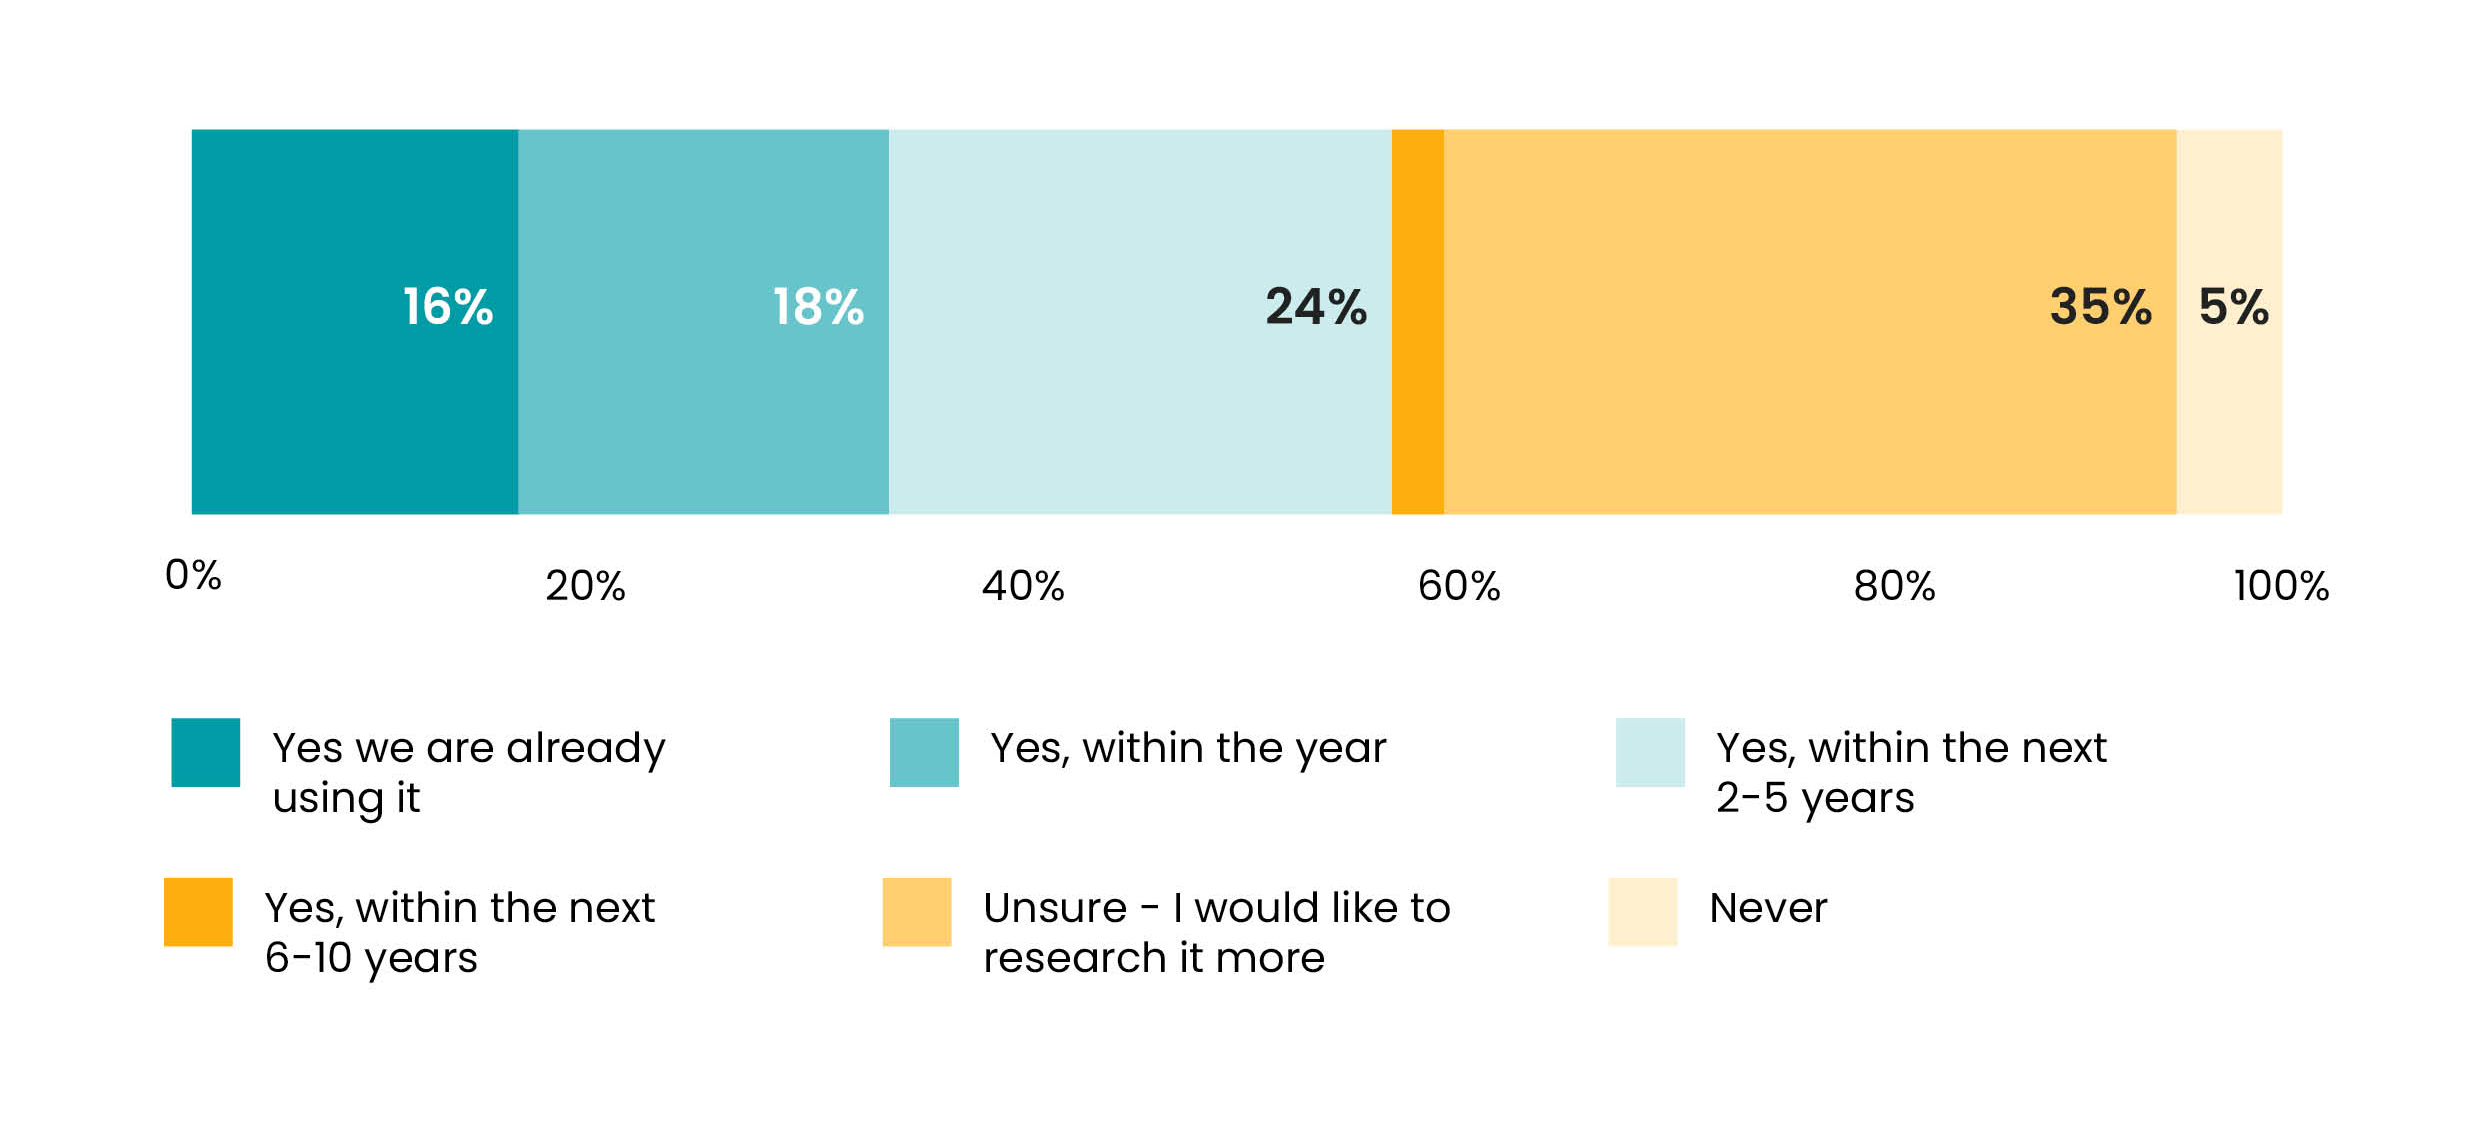 16%
18%
24%
35%
5%
0%
20%
40%
60%
80%
100%
Yes we are already
using it
Yes, within the year
Yes, within the next
2-5 years
Yes, within the next
6-10 years
Unsure - I would like to
research it more
Never